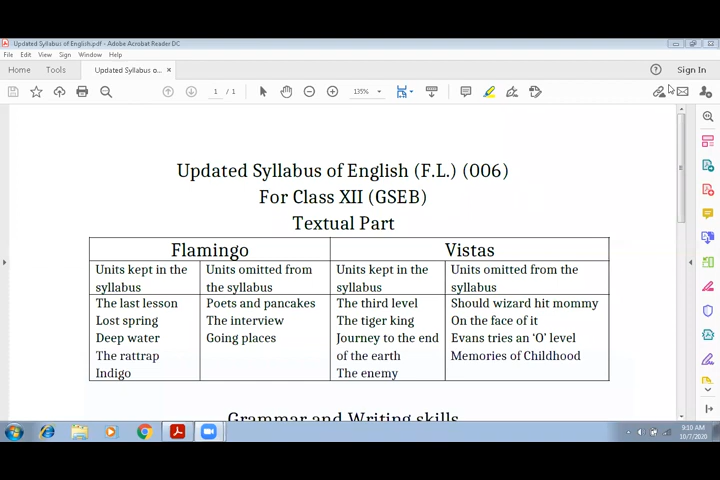 Updated Syllabus of English.pdf - Adobe Acrobat Reader DC
File Edit View Sign Window Help
Home Tools Updated Syllabus o... × Sign In
1 / 1 135%
Updated Syllabus of English (F.L.) (006)
For Class XII (GSEB)
Textual Part
Flamingo Vistas
Units kept in the syllabus
Units omitted from the syllabus
Units kept in the syllabus
Units omitted from the syllabus
The last lesson
Lost spring
Deep water
The rattrap
Indigo
Poets and pancakes
The interview
Going places
The third level
The tiger king
Journey to the end
of the earth
The enemy
Should wizard hit mommy
On the face of it
Evans tries an ‘O’ level
Memories of Childhood
Grammar and Writing skills
9:10 AM
10/7/2020